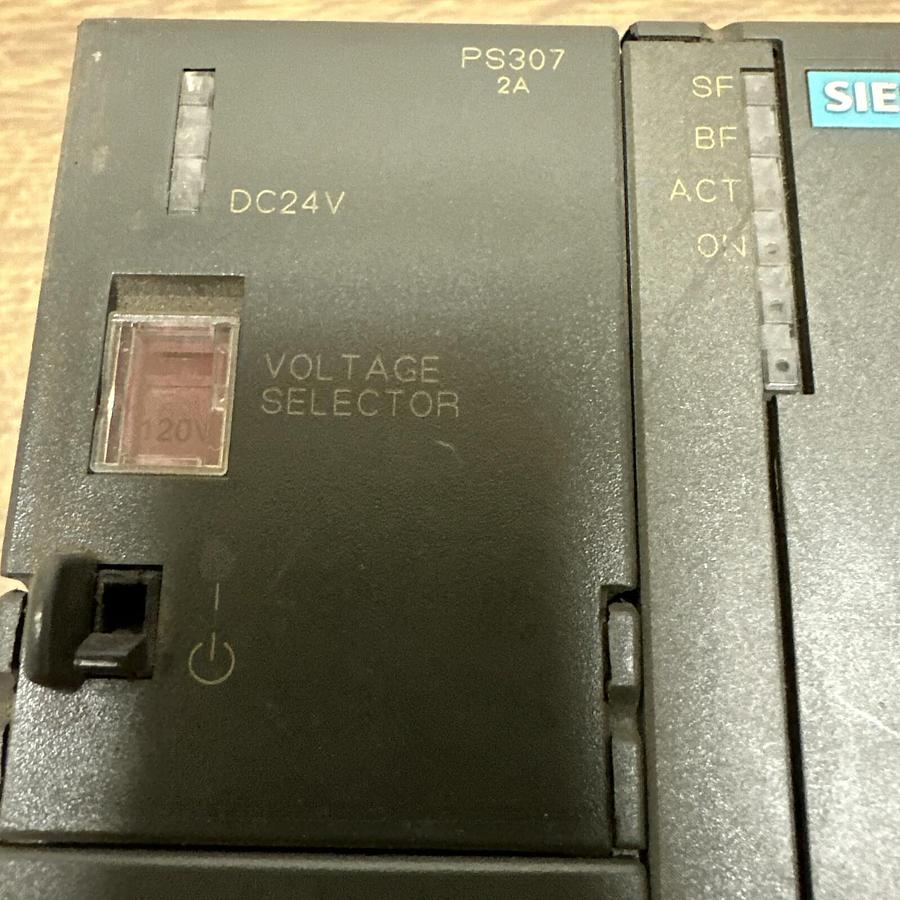 PS307
2A
DC24V
VOLTAGE
SELECTOR
120V
SF
BF
ACT
ON
SIE